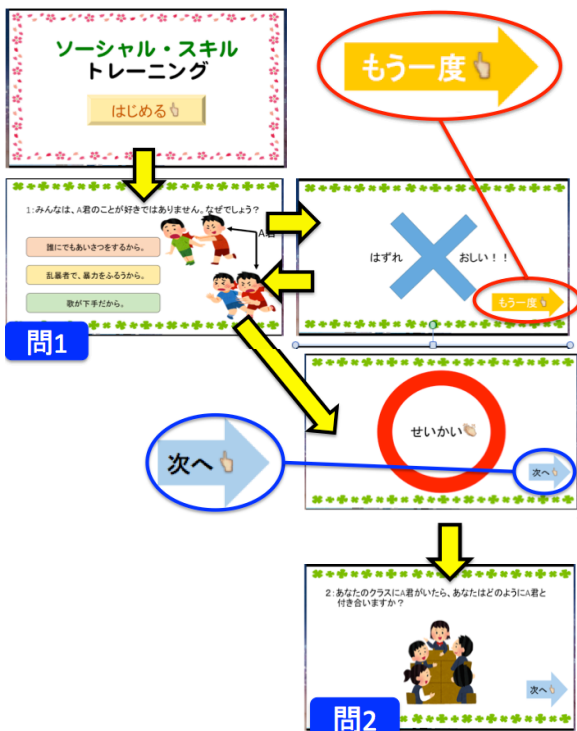 ソーシャル・スキル
トレーニング
はじめる
もう一度
1:みんなは、A君のことが好きではありません。なぜでしょう?
A君
誰にでもあいさつをするから。
乱暴者で、暴力をふるうから。
歌が下手だから。
問1
はずれ
おしい!!
もう一度
せいかい
次へ
次へ
2:あなたのクラスにA君がいたら、あなたはどのようにA君と
付き合いますか?
次へ
問2